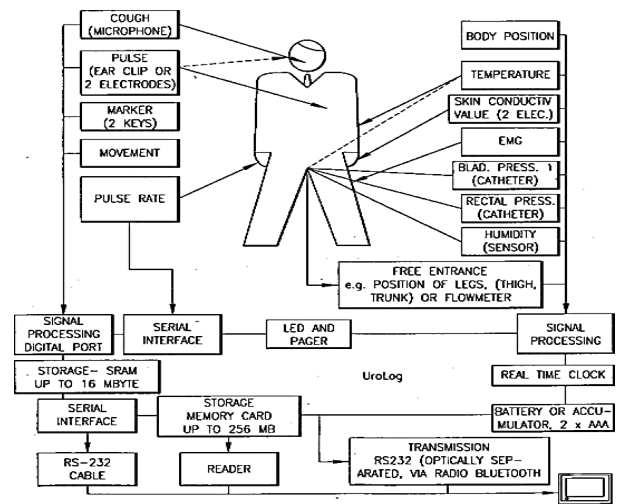 COUGH
(MICROPHONE)
PULSE
(EAR CLIP OR
2 ELECTRODES)
MARKER
(2 KEYS)
MOVEMENT
PULSE RATE
BODY POSITION
TEMPERATURE
SKIN CONDUCTIV
VALUE (2 ELEC.)
EMG
BLAD. PRESS. 1
(CATHETER)
RECTAL PRESS.
(CATHETER)
HUMIDITY
(SENSOR)
FREE ENTRANCE
e.g. POSITION OF LEGS, (THIGH,
TRUNK) OR FLOWMETER
SIGNAL
PROCESSING
DIGITAL PORT
SERIAL
INTERFACE
LED AND
PAGER
SIGNAL
PROCESSING
STORAGE- SRAM
UP TO 16 MBYTE
UroLog
REAL TIME CLOCK
SERIAL
INTERFACE
STORAGE
MEMORY CARD
UP TO 256 MB
BATTERY OR ACCU-
MULATOR, 2 x AAA
RS-232
CABLE
READER
TRANSMISSION
RS232 (OPTICALLY SEP-
ARATED, VIA RADIO BLUETOOTH